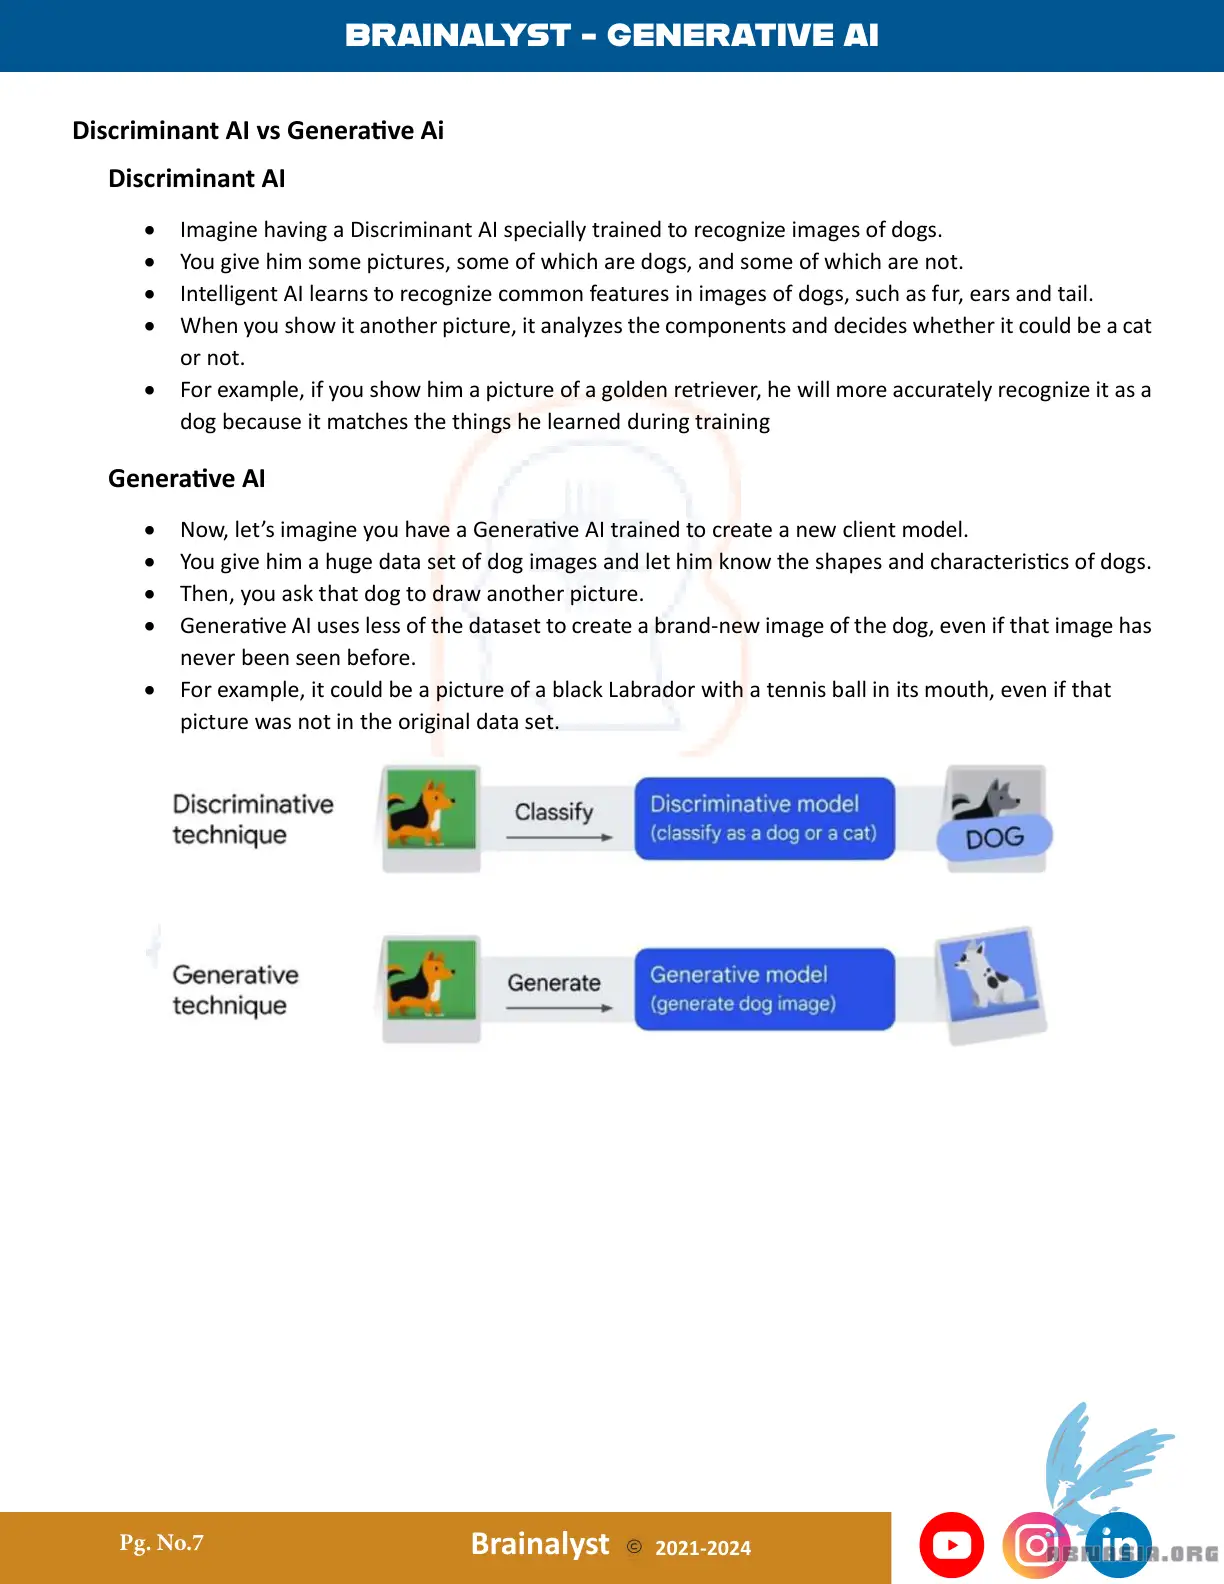 BRAINALYST - GENERATIVE AI
Discriminant AI vs Generative Ai
Discriminant AI
• Imagine having a Discriminant AI specially trained to recognize images of dogs.
• You give him some pictures, some of which are dogs, and some of which are not.
• Intelligent AI learns to recognize common features in images of dogs, such as fur, ears and tail.
• When you show it another picture, it analyzes the components and decides whether it could be a cat
or not.
• For example, if you show him a picture of a golden retriever, he will more accurately recognize it as a
dog because it matches the things he learned during training
Generative AI
• Now, let’s imagine you have a Generative AI trained to create a new client model.
• You give him a huge data set of dog images and let him know the shapes and characteristics of dogs.
• Then, you ask that dog to draw another picture.
• Generative AI uses less of the dataset to create a brand-new image of the dog, even if that image has
never been seen before.
• For example, it could be a picture of a black Labrador with a tennis ball in its mouth, even if that
picture was not in the original data set.
Discriminative
technique
Classify
Discriminative model
(classify as a dog or a cat)
DOG
Generative
technique
Generate
Generative model
(generate dog image)
Pg. No.7
Brainalyst © 2021-2024
in
ABIWASIA.ORG